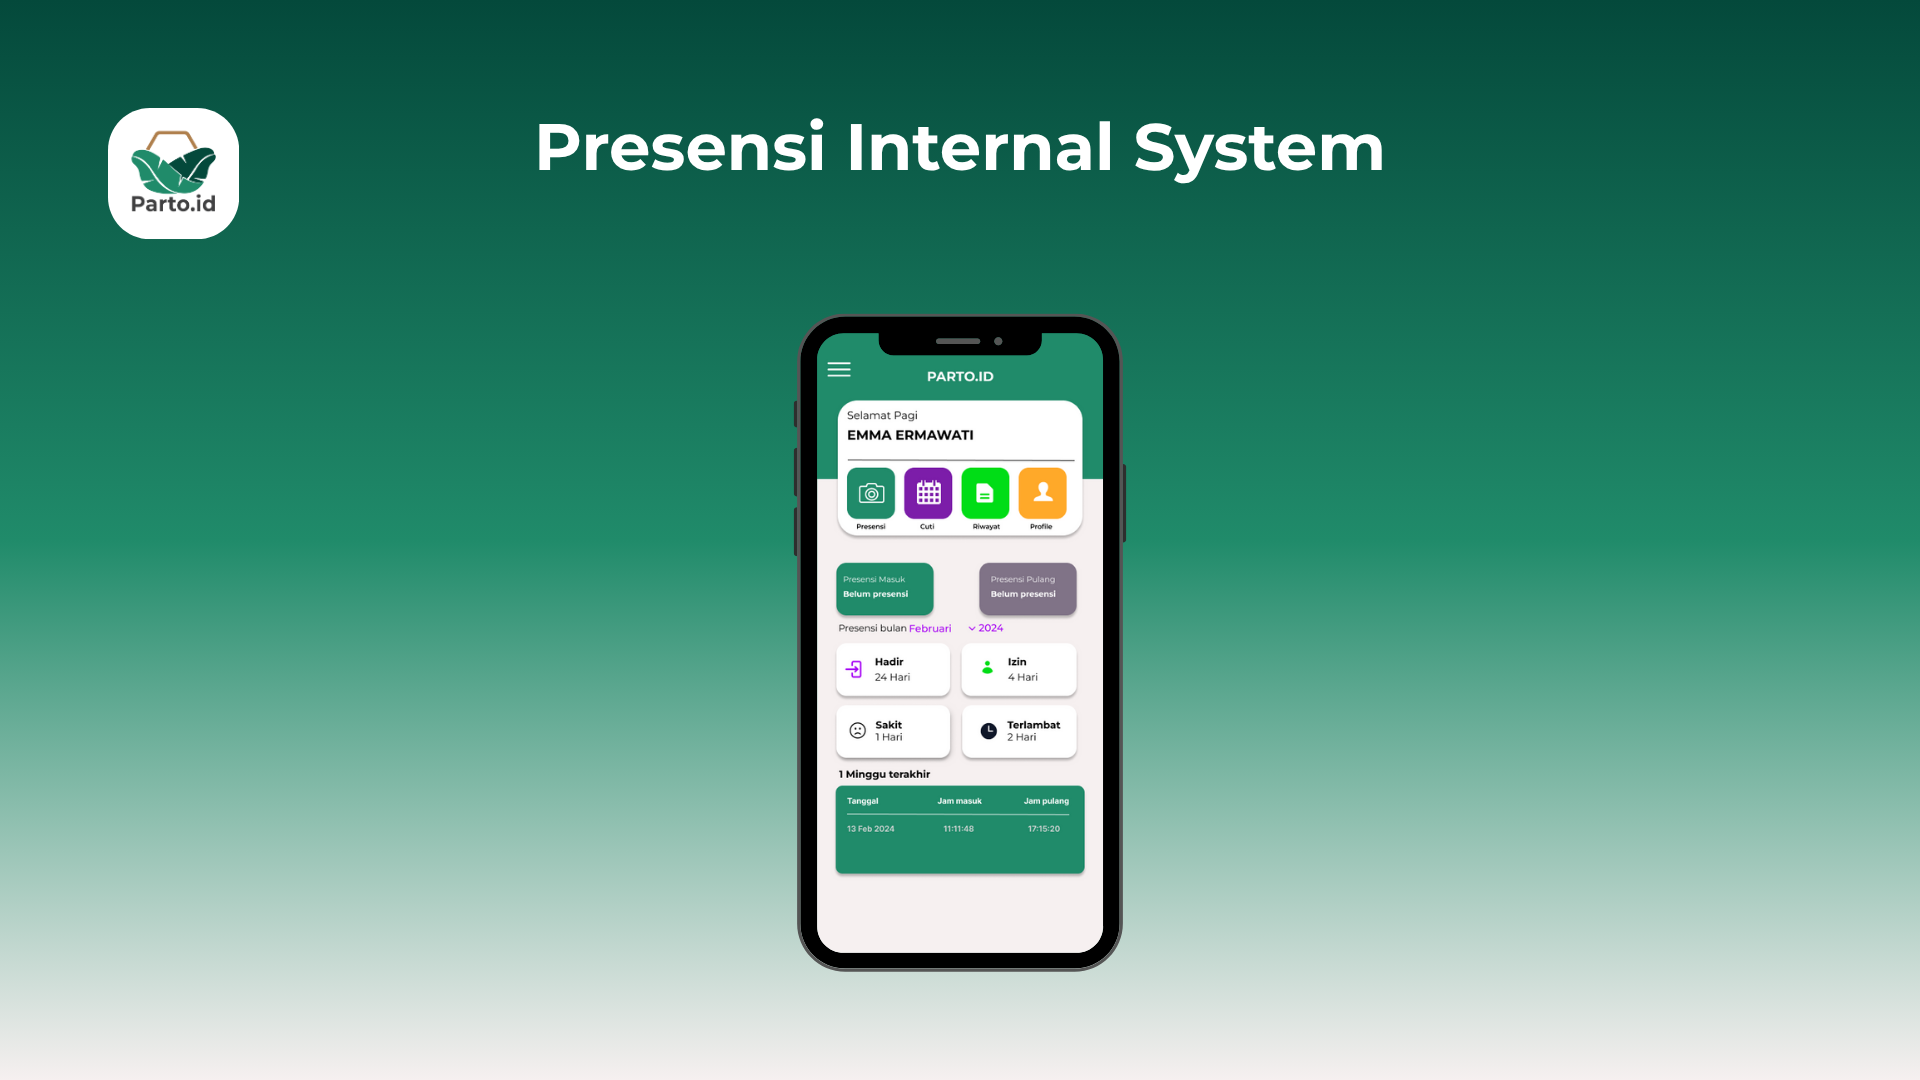 Parto.id
Presensi Internal System
PARTO.ID
Selamat Pagi
EMMA ERMAWATI
Presensi Cuti Riwayat Profile
Presensi Masuk
Belum presensi
Presensi Pulang
Belum presensi
Presensi bulan Februari 2024
Hadir
24 Hari
Izin
4 Hari
Sakit
1 Hari
Terlambat
2 Hari
1 Minggu terakhir
Tanggal Jam masuk Jam pulang
13 Feb 2024 11:11:48 17:15:20